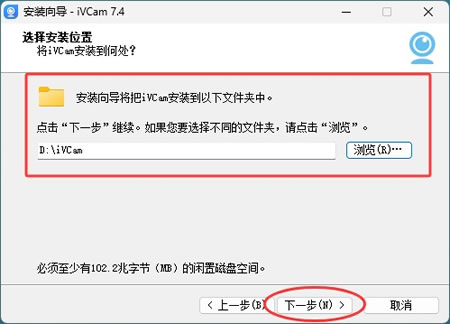 安装向导 - iVCam 7.4
选择安装位置
将iVCam安装到何处？
安装向导将把iVCam安装到以下文件夹中。
点击“下一步”继续。如果您要选择不同的文件夹，请点击“浏览”。
D:\iVCam
浏览(R)...
必须至少有102.2兆字节（MB）的闲置磁盘空间。
< 上一步(B)
下一步(N) >
取消